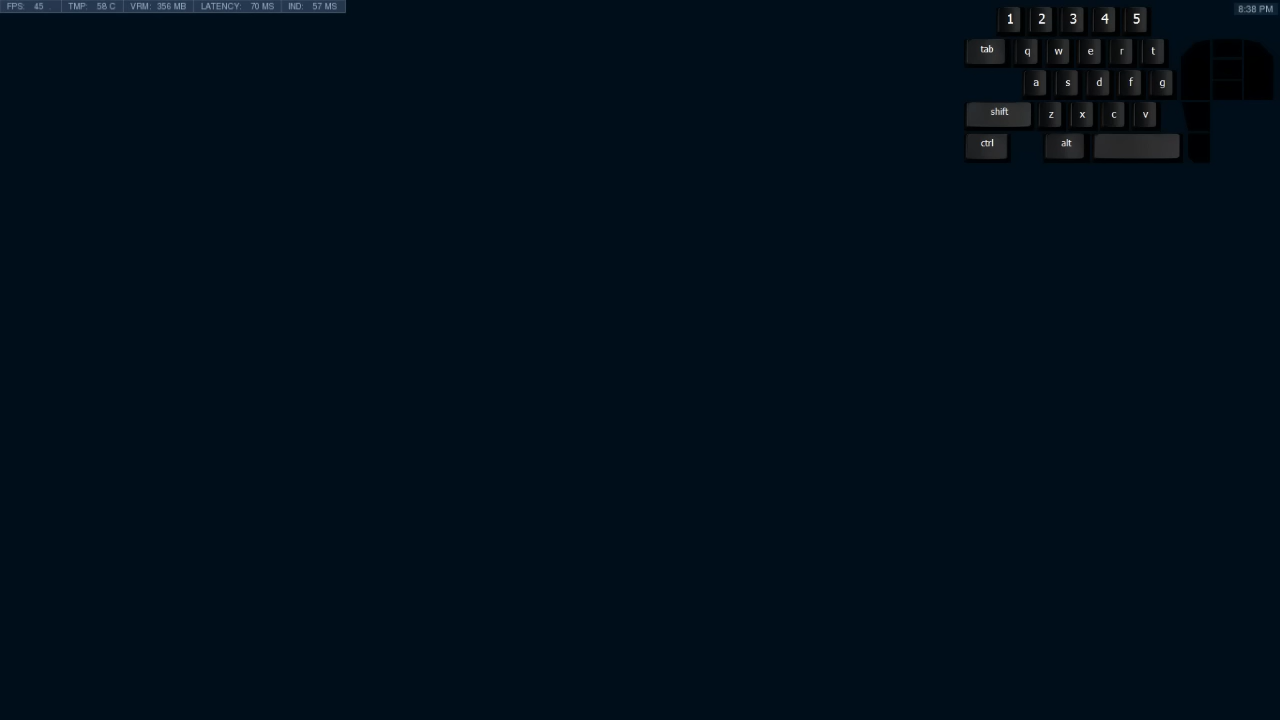 FPS: 45 TMP: 58 C VRM: 356 MB LATENCY: 70 MS IND: 57 MS
8:38 PM
1 2 3 4 5
tab q w e r t
a s d f g
shift z x c v
ctrl alt